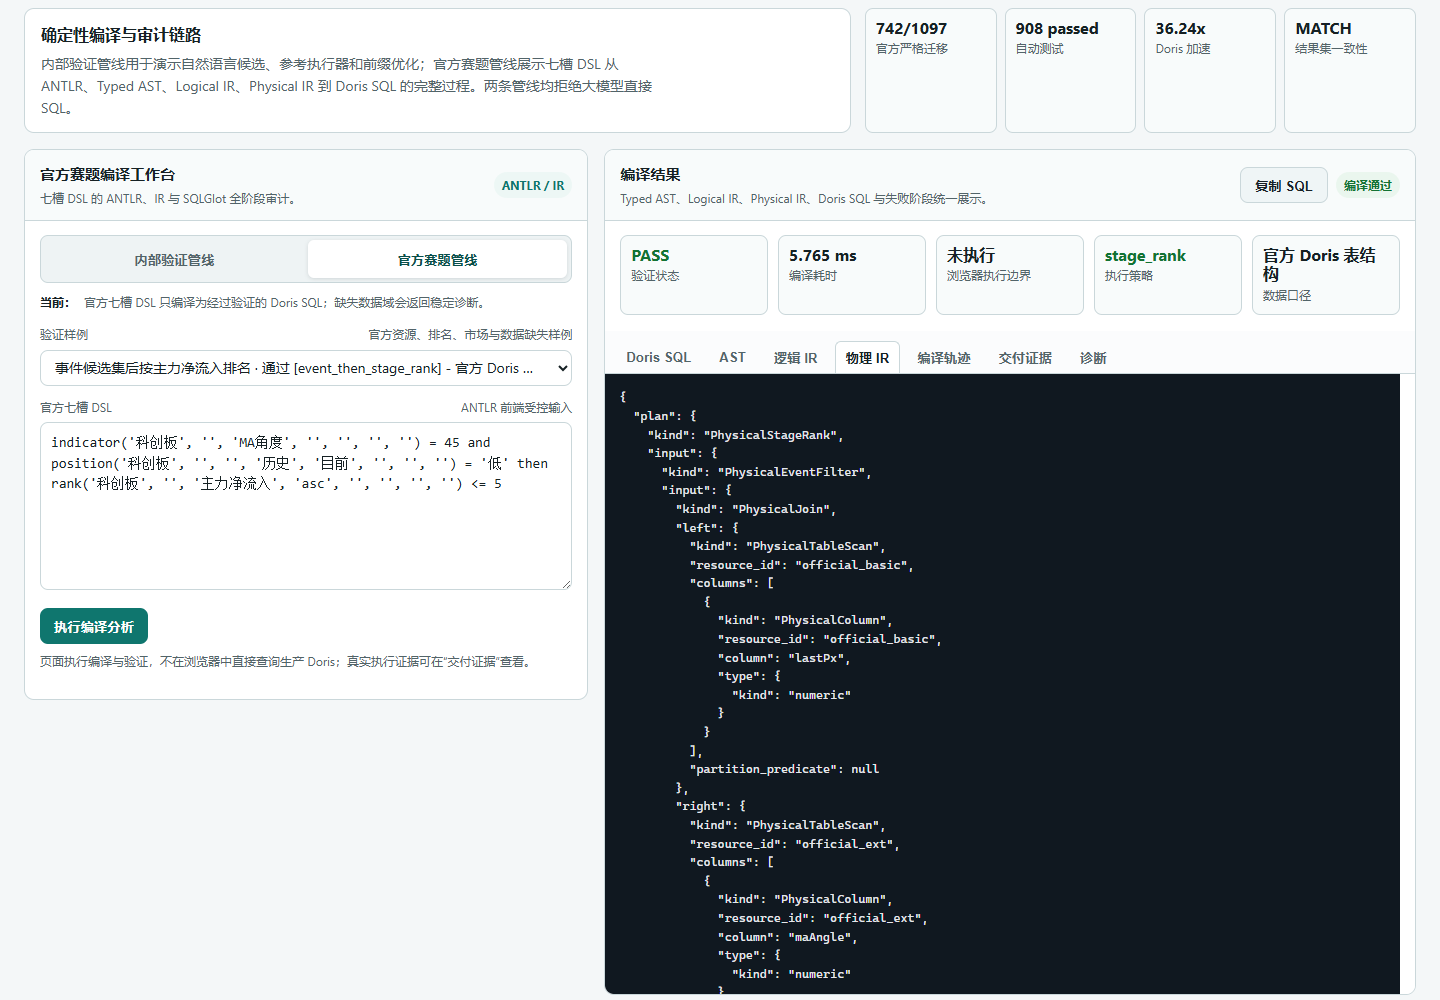 确定性编译与审计链路
内部验证管线用于演示自然语言候选、参考执行器和前缀优化；官方赛题管线展示七槽 DSL 从
ANTLR、Typed AST、Logical IR、Physical IR 到 Doris SQL 的完整过程。两条管线均拒绝大模型直接
SQL。
742/1097
官方严格迁移
908 passed
自动测试
36.24x
Doris 加速
MATCH
结果集一致性
官方赛题编译工作台
七槽 DSL 的 ANTLR、IR 与 SQLGlot 全阶段审计。
ANTLR / IR
内部验证管线
官方赛题管线
当前： 官方七槽 DSL 只编译为经过验证的 Doris SQL；缺失数据域会返回稳定诊断。
验证样例
官方资源、排名、市场与数据缺失样例
事件候选集后按主力净流入排名 · 通过 [event_then_stage_rank] - 官方 Doris ...
官方七槽 DSL
ANTLR 前端受控输入
indicator('科创板', '', 'MA角度', '', '', '', '') = 45 and
position('科创板', '', '', '历史', '目前', '', '', '') = '低' then
rank('科创板', '', '主力净流入', 'asc', '', '', '', '') <= 5
执行编译分析
页面执行编译与验证，不在浏览器中直接查询生产 Doris；真实执行证据可在“交付证据”查看。
编译结果
Typed AST、Logical IR、Physical IR、Doris SQL 与失败阶段统一展示。
复制 SQL
编译通过
PASS
验证状态
5.765 ms
编译耗时
未执行
浏览器执行边界
stage_rank
执行策略
官方 Doris 表结
构
数据口径
Doris SQL
AST
逻辑 IR
物理 IR
编译轨迹
交付证据
诊断
{
"plan": {
"kind": "PhysicalStageRank",
"input": {
"kind": "PhysicalEventFilter",
"input": {
"kind": "PhysicalJoin",
"left": {
"kind": "PhysicalTableScan",
"resource_id": "official_basic",
"columns": [
{
"kind": "PhysicalColumn",
"resource_id": "official_basic",
"column": "lastPx",
"type": {
"kind": "numeric"
}
}
],
"partition_predicate": null
},
"right": {
"kind": "PhysicalTableScan",
"resource_id": "official_ext",
"columns": [
{
"kind": "PhysicalColumn",
"resource_id": "official_ext",
"column": "maAngle",
"type": {
"kind": "numeric"
}